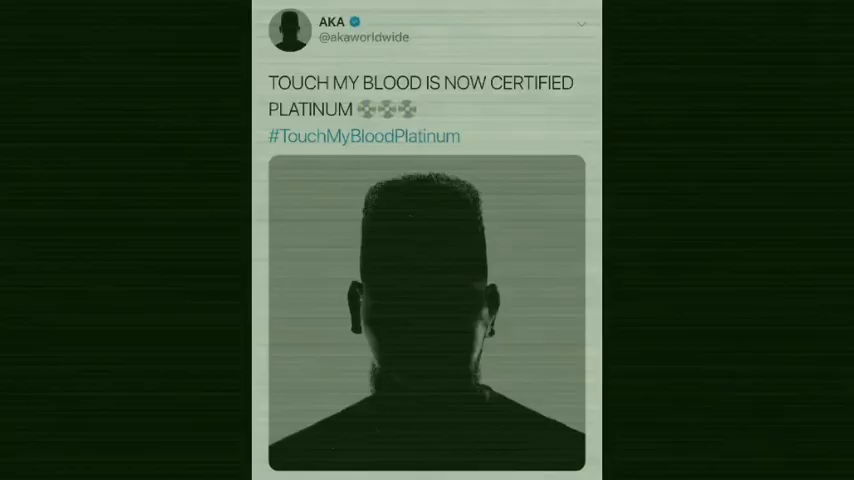 AKA
@akaworldwide
TOUCH MY BLOOD IS NOW CERTIFIED
PLATINUM 💿💿💿
#TouchMyBloodPlatinum